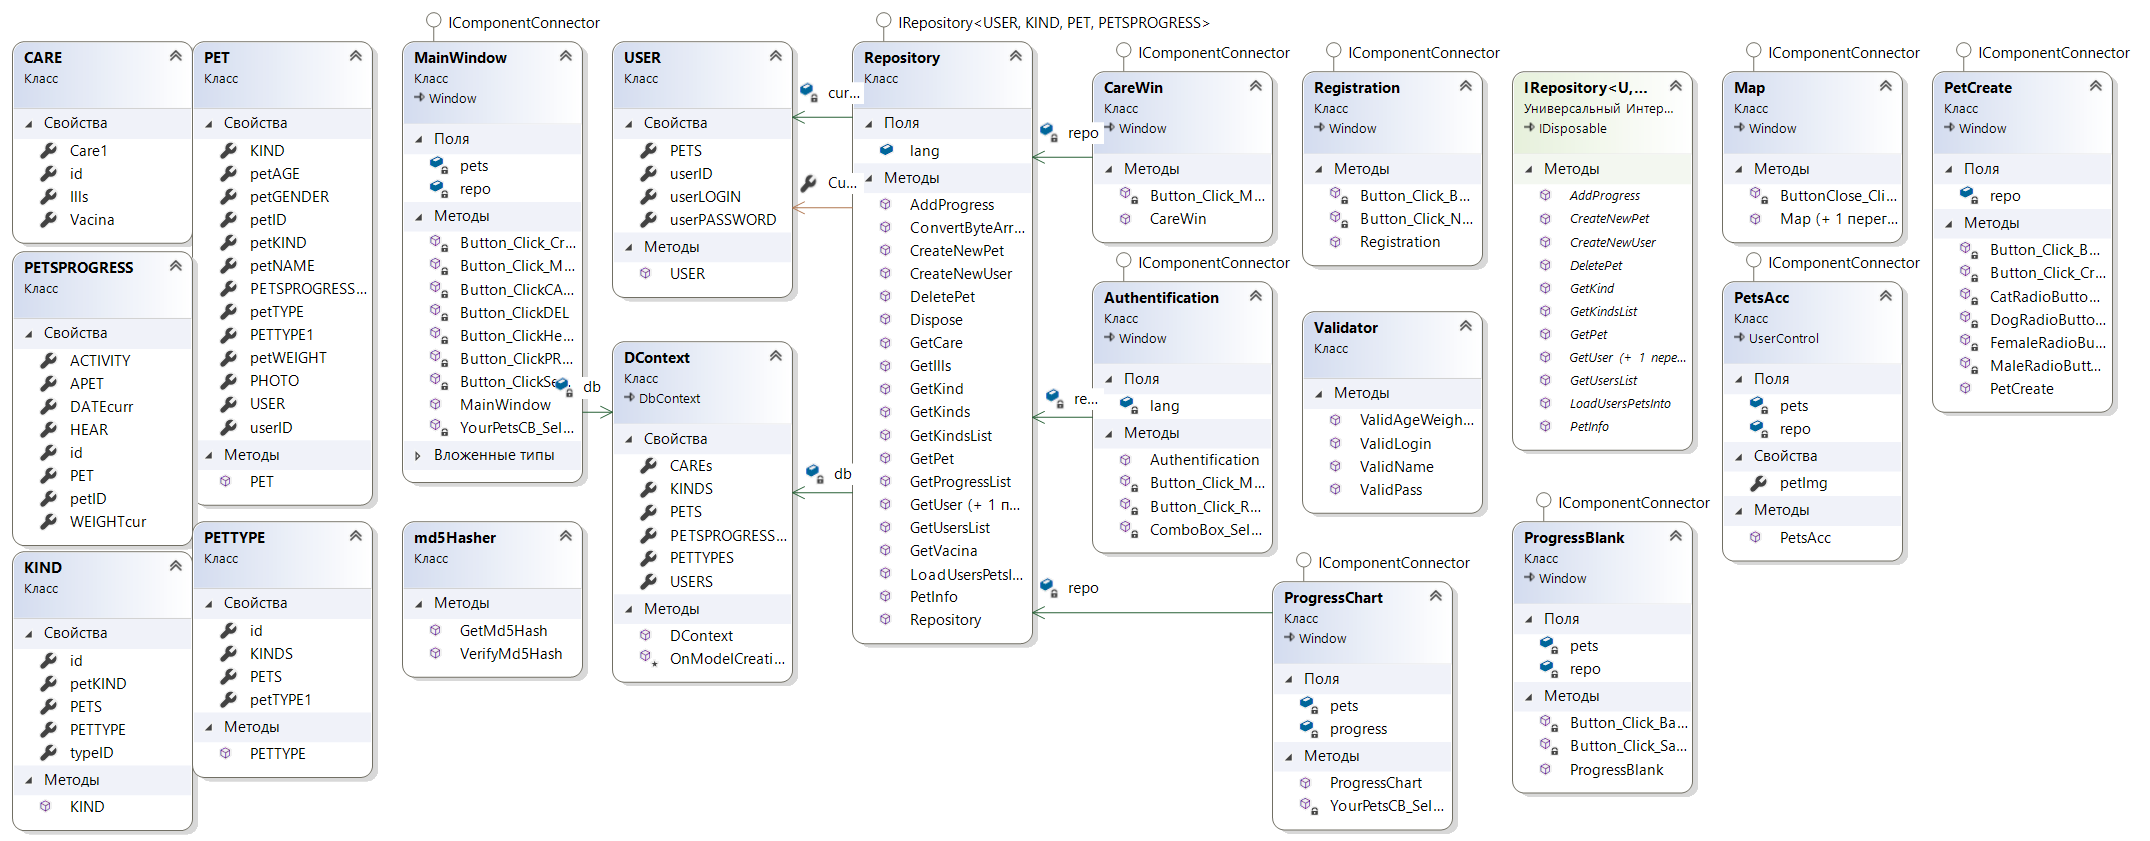 CARE
Класс
Свойства
Care1
id
Ills
Vacina
PETSPROGRESS
Класс
Свойства
ACTIVITY
APET
DATEcurr
HEAR
id
PET
petID
WEIGHTcur
KIND
Класс
Свойства
id
petKIND
PETS
PETTYPE
typeID
Методы
KIND
PET
Класс
Свойства
KIND
petAGE
petGENDER
petID
petKIND
petNAME
PETSPROGRESS...
petTYPE
PETTYPE1
petWEIGHT
PHOTO
USER
userID
Методы
PET
PETTYPE
Класс
Свойства
id
KINDS
PETS
petTYPE1
Методы
PETTYPE
IComponentConnector
MainWindow
Класс
Window
Поля
pets
repo
Методы
Button_Click_Cr...
Button_Click_M...
Button_ClickCA...
Button_ClickDEL
Button_ClickHe...
Button_ClickPR...
Button_ClickSe...
MainWindow
YourPetsCB_Sel...
Вложенные типы
db
md5Hasher
Класс
Методы
GetMd5Hash
VerifyMd5Hash
USER
Класс
Свойства
PETS
userID
userLOGIN
userPASSWORD
Методы
USER
DContext
Класс
DbContext
Свойства
CAREs
KINDS
PETS
PETSPROGRESS...
PETTYPES
USERS
Методы
DContext
OnModelCreati...
cur...
Cu...
db
IRepository<USER, KIND, PET, PETSPROGRESS>
Repository
Класс
Поля
lang
Методы
AddProgress
ConvertByteArr...
CreateNewPet
CreateNewUser
DeletePet
Dispose
GetCare
GetIlls
GetKind
GetKinds
GetKindsList
GetPet
GetProgressList
GetUser (+ 1 п...
GetUsersList
GetVacina
LoadUsersPetsI...
PetInfo
Repository
repo
re...
repo
IComponentConnector
CareWin
Класс
Window
Методы
Button_Click_M...
CareWin
IComponentConnector
Authentification
Класс
Window
Поля
lang
Методы
Authentification
Button_Click_M...
Button_Click_R...
ComboBox_Sel...
IComponentConnector
Registration
Класс
Window
Методы
Button_Click_B...
Button_Click_N...
Registration
Validator
Класс
Методы
ValidAgeWeigh...
ValidLogin
ValidName
ValidPass
IComponentConnector
ProgressChart
Класс
Window
Поля
pets
progress
Методы
ProgressChart
YourPetsCB_Sel...
IRepository<U,...
Универсальный Интер...
IDisposable
Методы
AddProgress
CreateNewPet
CreateNewUser
DeletePet
GetKind
GetKindsList
GetPet
GetUser (+ 1 пере...
GetUsersList
LoadUsersPetsInto
PetInfo
IComponentConnector
ProgressBlank
Класс
Window
Поля
pets
repo
Методы
Button_Click_Ba...
Button_Click_Sa...
ProgressBlank
IComponentConnector
Map
Класс
Window
Методы
ButtonClose_Cli...
Map (+ 1 перег...
IComponentConnector
PetsAcc
Класс
UserControl
Поля
pets
repo
Свойства
petImg
Методы
PetsAcc
IComponentConnector
PetCreate
Класс
Window
Поля
repo
Методы
Button_Click_B...
Button_Click_Cr...
CatRadioButto...
DogRadioButto...
FemaleRadioBu...
MaleRadioButt...
PetCreate